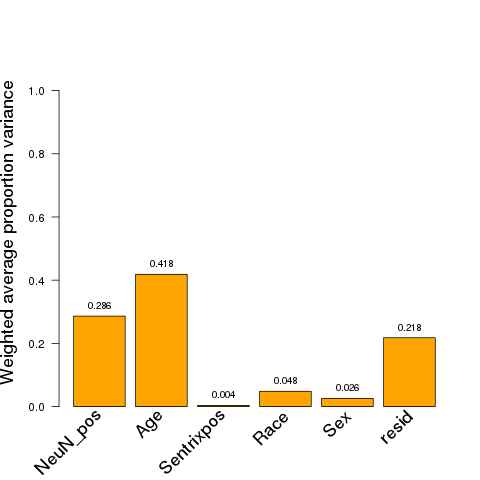 Weighted average proportion variance
1.0
0.8
0.6
0.4
0.2
0.0
0.286
0.418
0.004
0.048
0.026
0.218
NeuN_pos
Age
Sentrixpos
Race
Sex
resid